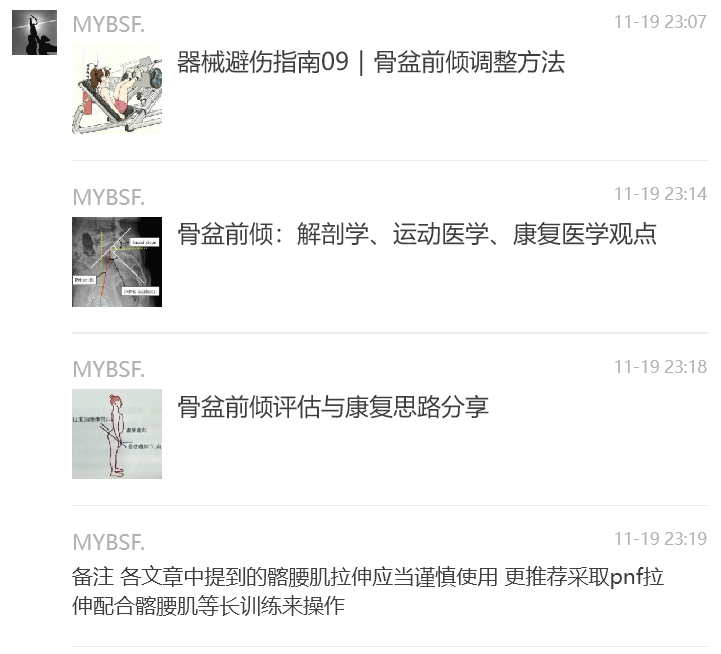 MYBSF.
11-19 23:07
器械避伤指南09 | 骨盆前倾调整方法
MYBSF.
11-19 23:14
骨盆前倾：解剖学、运动医学、康复医学观点
MYBSF.
11-19 23:18
骨盆前倾评估与康复思路分享
MYBSF.
11-19 23:19
备注 各文章中提到的髂腰肌拉伸应当谨慎使用 更推荐采取pnf拉
伸配合髂腰肌等长训练来操作